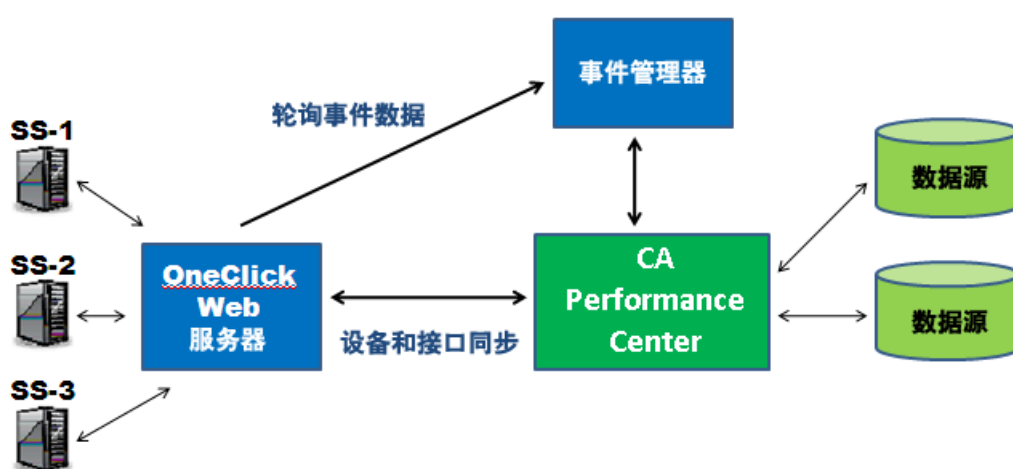 事件管理器
轮询事件数据
SS-1
数据源
SS-2
OneClick
Web
服务器
设备和接口同步
CA
Performance
Center
数据源
SS-3